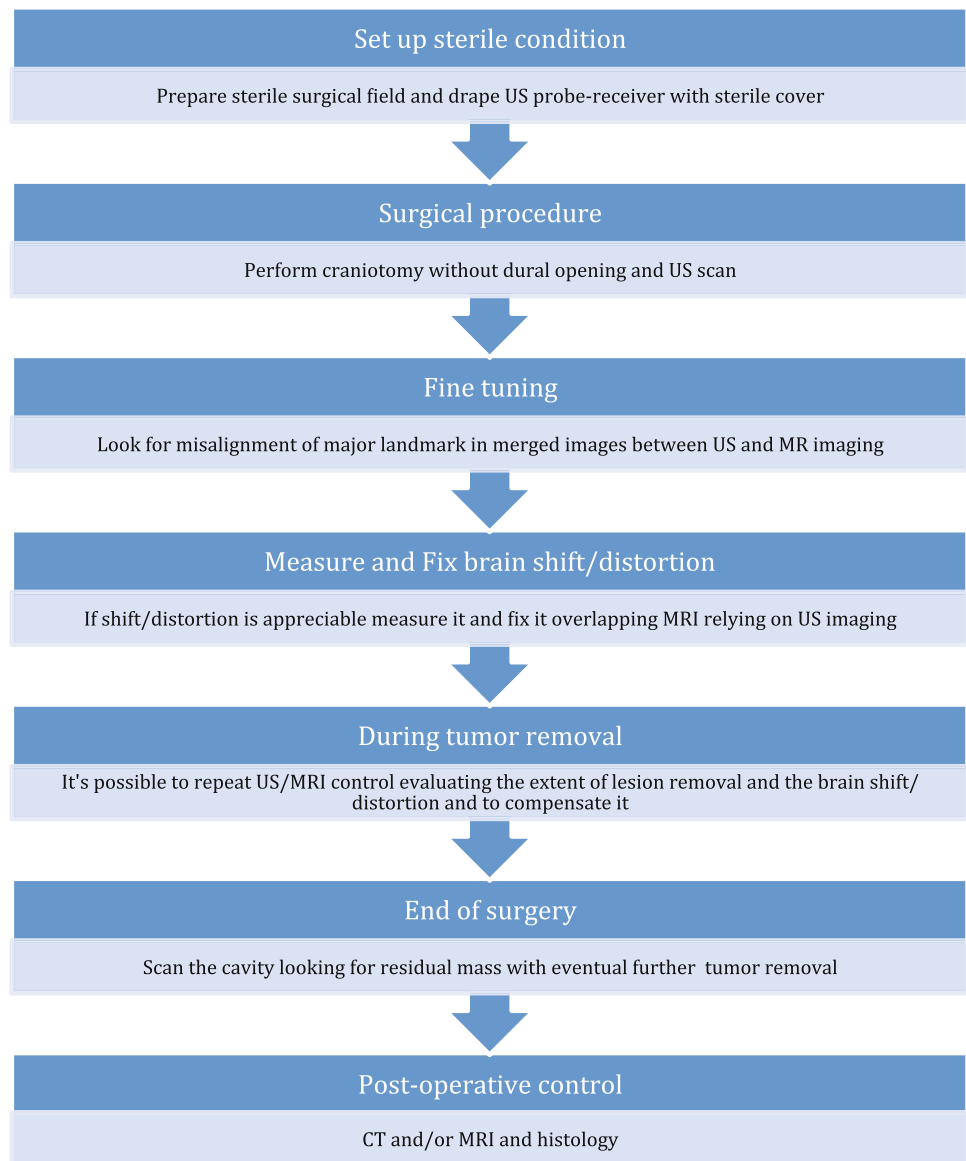 Set up sterile condition
Prepare sterile surgical field and drape US probe-receiver with sterile cover
Surgical procedure
Perform craniotomy without dural opening and US scan
Fine tuning
Look for misalignment of major landmark in merged images between US and MR imaging
Measure and Fix brain shift/distortion
If shift/distortion is appreciable measure it and fix it overlapping MRI relying on US imaging
During tumor removal
It's possible to repeat US/MRI control evaluating the extent of lesion removal and the brain shift/
distortion and to compensate it
End of surgery
Scan the cavity looking for residual mass with eventual further tumor removal
Post-operative control
CT and/or MRI and histology